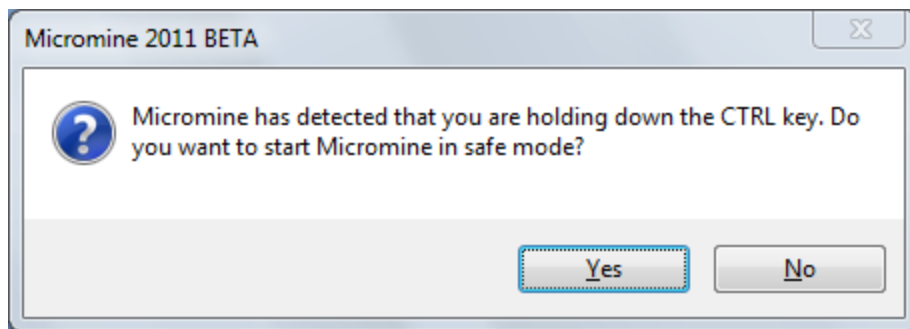 Micromine 2011 BETA
Micromine has detected that you are holding down the CTRL key. Do
you want to start Micromine in safe mode?
Yes
No